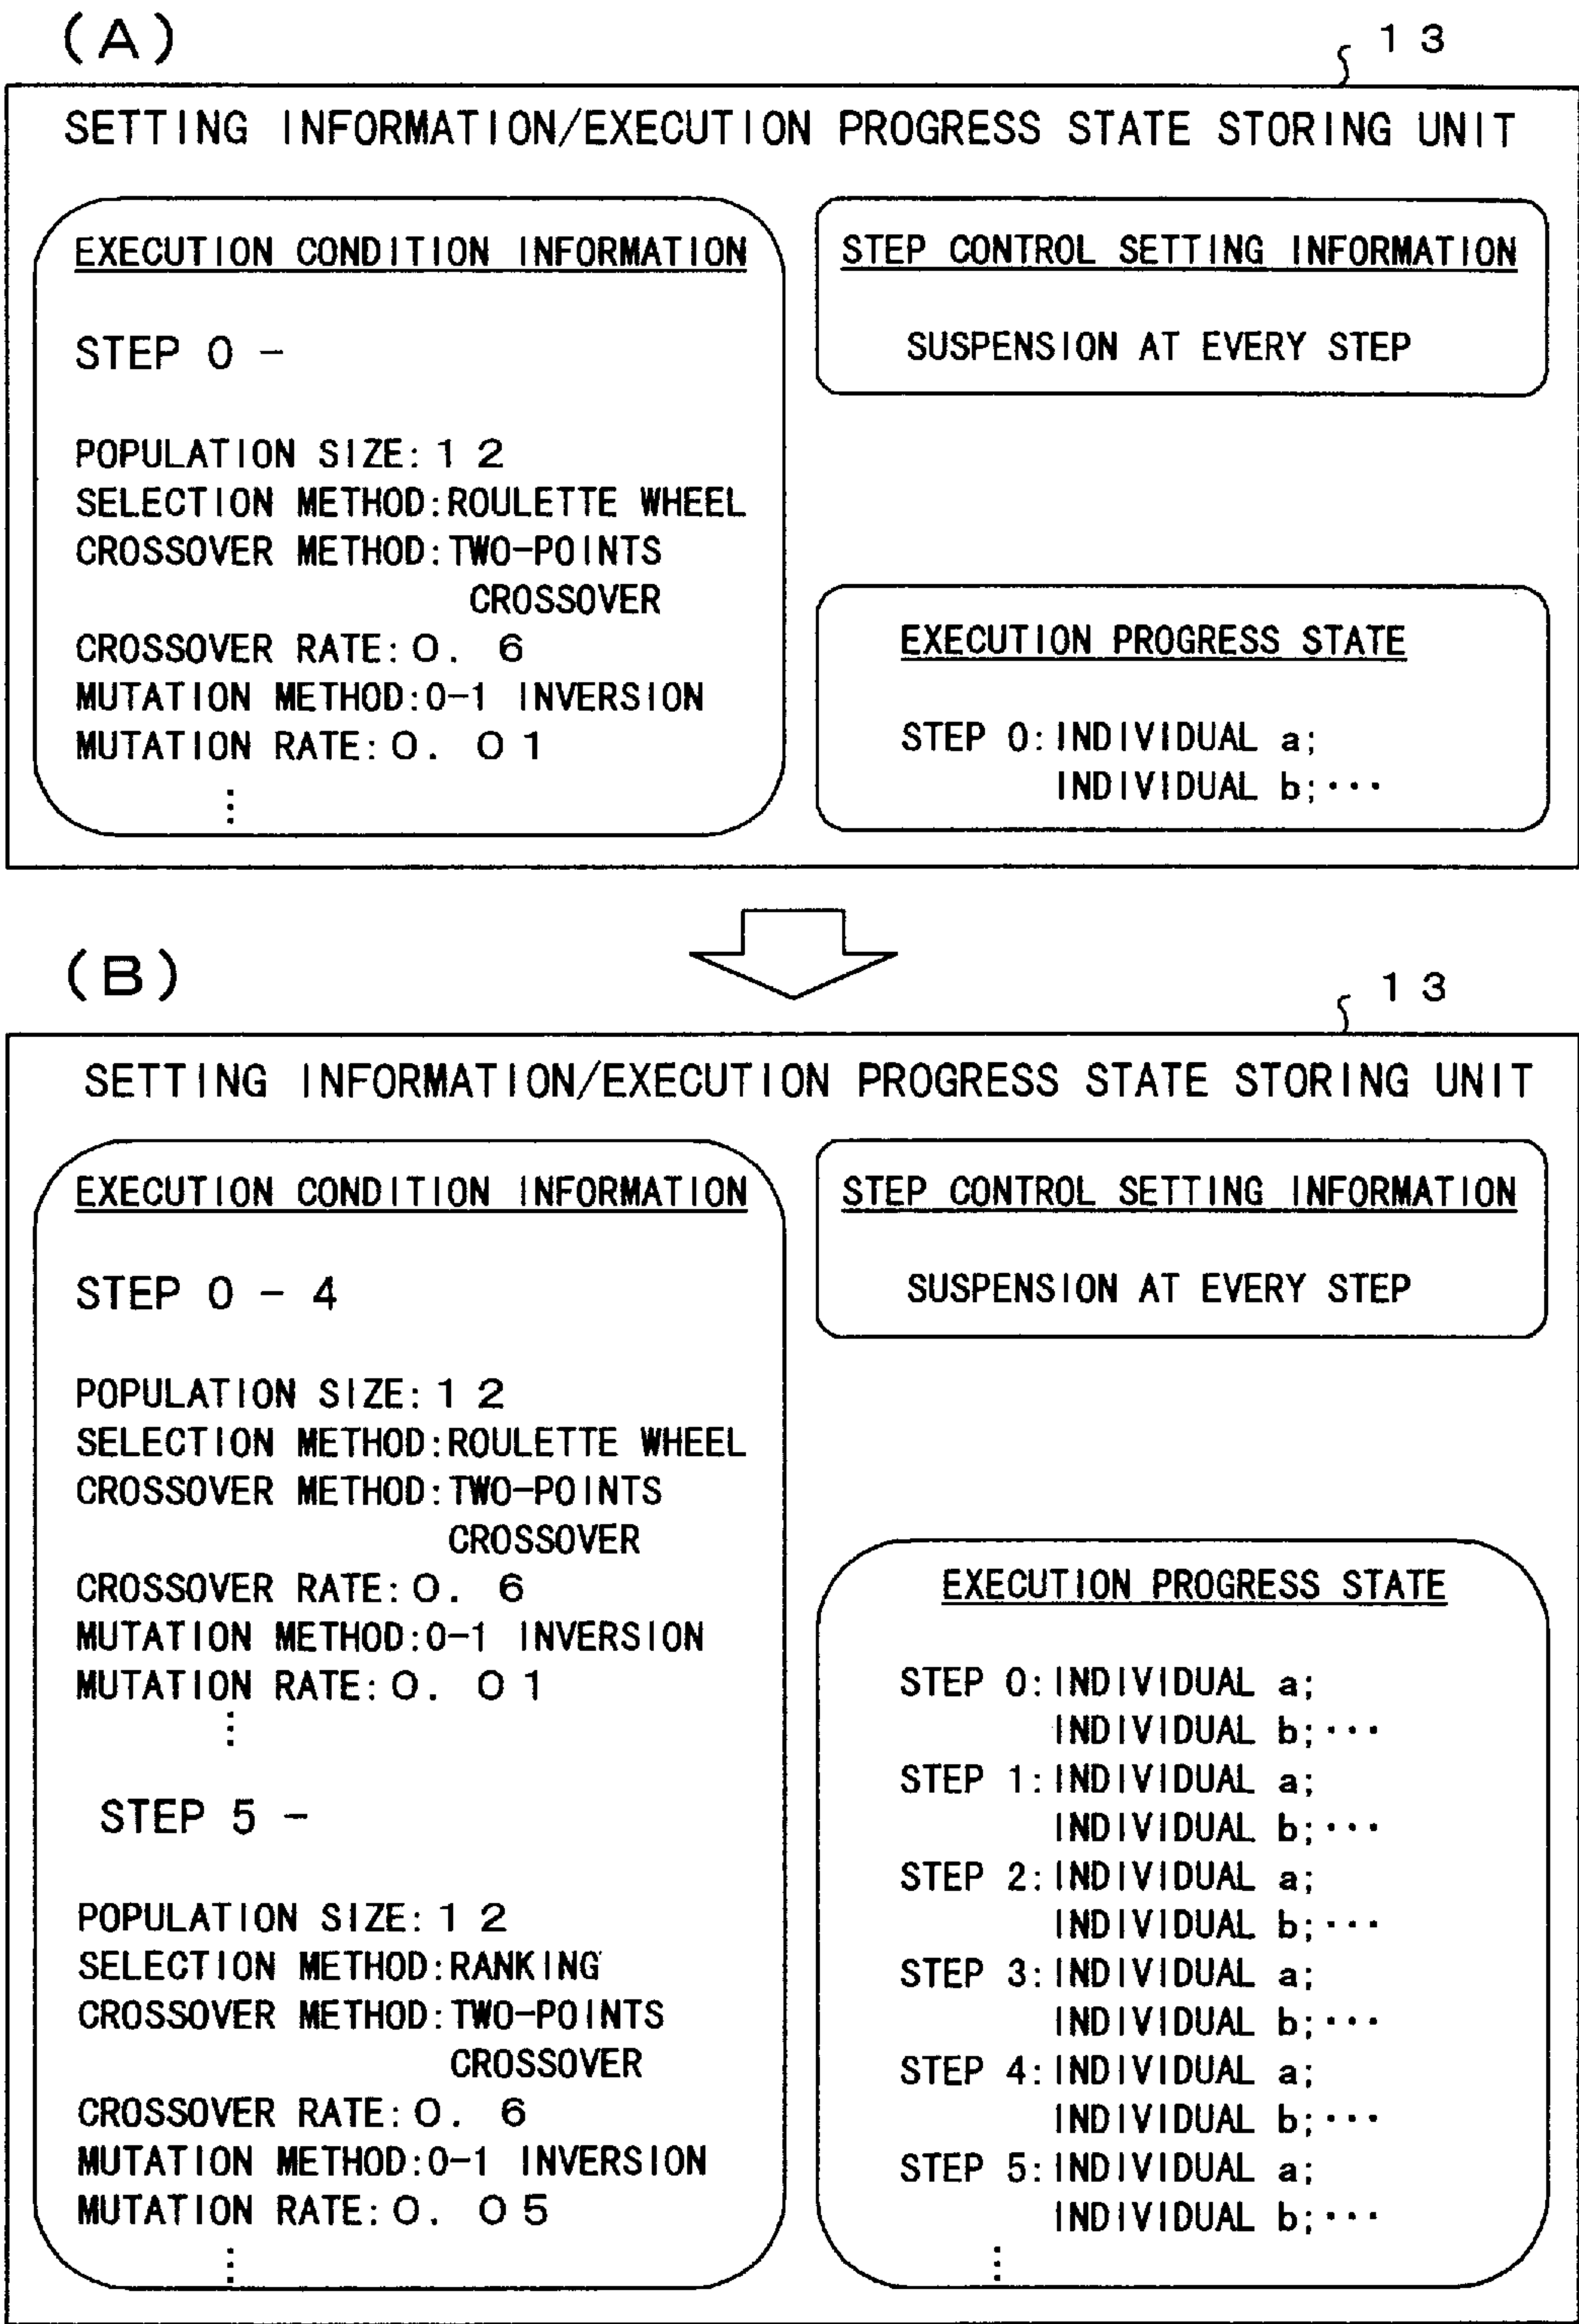 (A)
13
SETTING INFORMATION/EXECUTION PROGRESS STATE STORING UNIT
EXECUTION CONDITION INFORMATION
STEP 0 -
POPULATION SIZE: 12
SELECTION METHOD:ROULETTE WHEEL
CROSSOVER METHOD:TWO-POINTS
CROSSOVER
CROSSOVER RATE:0. 6
MUTATION METHOD:0-1 INVERSION
MUTATION RATE:0. 01
⋮
STEP CONTROL SETTING INFORMATION
SUSPENSION AT EVERY STEP
EXECUTION PROGRESS STATE
STEP 0:INDIVIDUAL a;
INDIVIDUAL b;···
(B)
13
SETTING INFORMATION/EXECUTION PROGRESS STATE STORING UNIT
EXECUTION CONDITION INFORMATION
STEP 0 - 4
POPULATION SIZE: 12
SELECTION METHOD:ROULETTE WHEEL
CROSSOVER METHOD:TWO-POINTS
CROSSOVER
CROSSOVER RATE:0. 6
MUTATION METHOD:0-1 INVERSION
MUTATION RATE:0. 01
⋮
STEP 5 -
POPULATION SIZE: 12
SELECTION METHOD:RANKING
CROSSOVER METHOD:TWO-POINTS
CROSSOVER
CROSSOVER RATE:0. 6
MUTATION METHOD:0-1 INVERSION
MUTATION RATE:0. 05
⋮
STEP CONTROL SETTING INFORMATION
SUSPENSION AT EVERY STEP
EXECUTION PROGRESS STATE
STEP 0:INDIVIDUAL a;
INDIVIDUAL b;···
STEP 1:INDIVIDUAL a;
INDIVIDUAL b;···
STEP 2:INDIVIDUAL a;
INDIVIDUAL b;···
STEP 3:INDIVIDUAL a;
INDIVIDUAL b;···
STEP 4:INDIVIDUAL a;
INDIVIDUAL b;···
STEP 5:INDIVIDUAL a;
INDIVIDUAL b;···
⋮